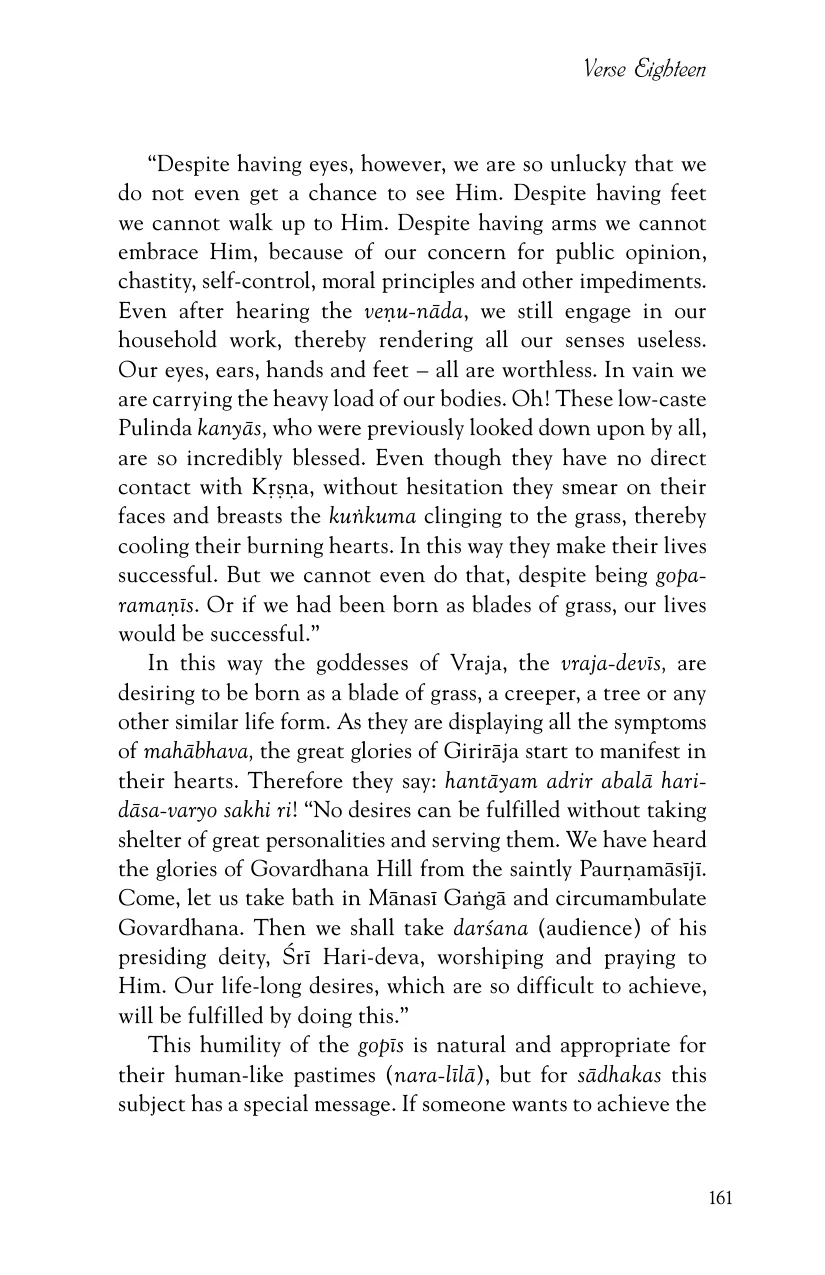 Verse Eighteen
“Despite having eyes, however, we are so unlucky that we
do not even get a chance to see Him. Despite having feet
we cannot walk up to Him. Despite having arms we cannot
embrace Him, because of our concern for public opinion,
chastity, self-control, moral principles and other impediments.
Even after hearing the veṇu-nāda, we still engage in our
household work, thereby rendering all our senses useless.
Our eyes, ears, hands and feet – all are worthless. In vain we
are carrying the heavy load of our bodies. Oh! These low-caste
Pulinda kanyās, who were previously looked down upon by all,
are so incredibly blessed. Even though they have no direct
contact with Kṛṣṇa, without hesitation they smear on their
faces and breasts the kuṅkuma clinging to the grass, thereby
cooling their burning hearts. In this way they make their lives
successful. But we cannot even do that, despite being gopa-
ramaṇīs. Or if we had been born as blades of grass, our lives
would be successful.”
In this way the goddesses of Vraja, the vraja-devīs, are
desiring to be born as a blade of grass, a creeper, a tree or any
other similar life form. As they are displaying all the symptoms
of mahābhava, the great glories of Girirāja start to manifest in
their hearts. Therefore they say: hantāyam adrir abalā hari-
dāsa-varyo sakhi ri! “No desires can be fulfilled without taking
shelter of great personalities and serving them. We have heard
the glories of Govardhana Hill from the saintly Paurṇamāsījī.
Come, let us take bath in Mānasī Gaṅgā and circumambulate
Govardhana. Then we shall take darśana (audience) of his
presiding deity, Śrī Hari-deva, worshiping and praying to
Him. Our life-long desires, which are so difficult to achieve,
will be fulfilled by doing this.”
This humility of the gopīs is natural and appropriate for
their human-like pastimes (nara-līlā), but for sādhakas this
subject has a special message. If someone wants to achieve the
161